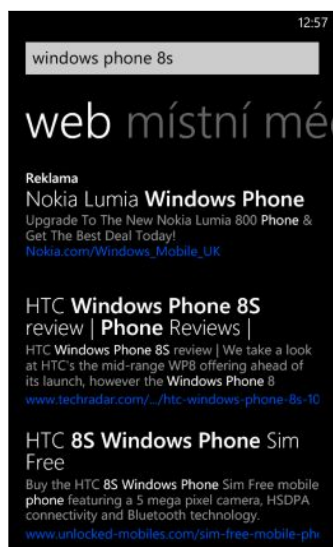 12:57
windows phone 8s
web místní mé
Reklama
Nokia Lumia Windows Phone
Upgrade To The New Nokia Lumia 800 Phone &
Get The Best Deal Today!
Nokia.com/Windows_Mobile_UK
HTC Windows Phone 8S
review | Phone Reviews |
HTC Windows Phone 8S review | We take a look
at HTC's the mid-range WP8 offering ahead of
its launch, however the Windows Phone 8
www.techradar.com/.../htc-windows-phone-8s-10
HTC 8S Windows Phone Sim
Free
Buy the HTC 8S Windows Phone Sim Free mobile
phone featuring a 5 mega pixel camera, HSDPA
connectivity and Bluetooth technology.
www.unlocked-mobiles.com/sim-free-mobile-pho